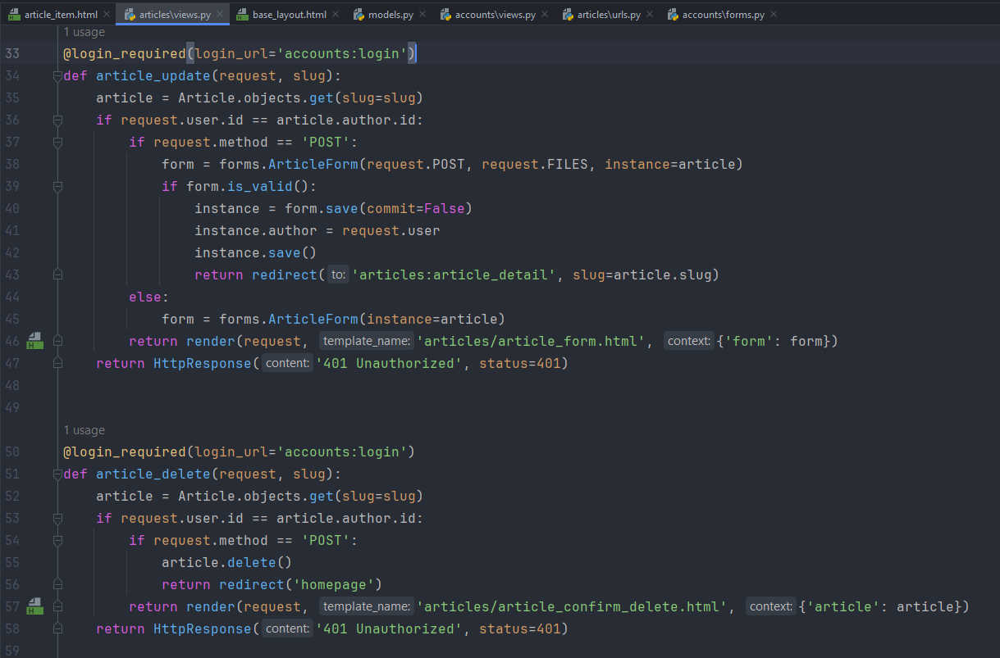 article_item.html × articles\views.py × base_layout.html × models.py × accounts\views.py × articles\urls.py × accounts\forms.py ×
1 usage
33 @login_required(login_url='accounts:login')
34 def article_update(request, slug):
35     article = Article.objects.get(slug=slug)
36     if request.user.id == article.author.id:
37         if request.method == 'POST':
38             form = forms.ArticleForm(request.POST, request.FILES, instance=article)
39             if form.is_valid():
40                 instance = form.save(commit=False)
41                 instance.author = request.user
42                 instance.save()
43                 return redirect( to: 'articles:article_detail', slug=article.slug)
44         else:
45             form = forms.ArticleForm(instance=article)
46         return render(request, template_name: 'articles/article_form.html', context: {'form': form})
47     return HttpResponse( content: '401 Unauthorized', status=401)
48
49
1 usage
50 @login_required(login_url='accounts:login')
51 def article_delete(request, slug):
52     article = Article.objects.get(slug=slug)
53     if request.user.id == article.author.id:
54         if request.method == 'POST':
55             article.delete()
56             return redirect('homepage')
57         return render(request, template_name: 'articles/article_confirm_delete.html', context: {'article': article})
58     return HttpResponse( content: '401 Unauthorized', status=401)
59